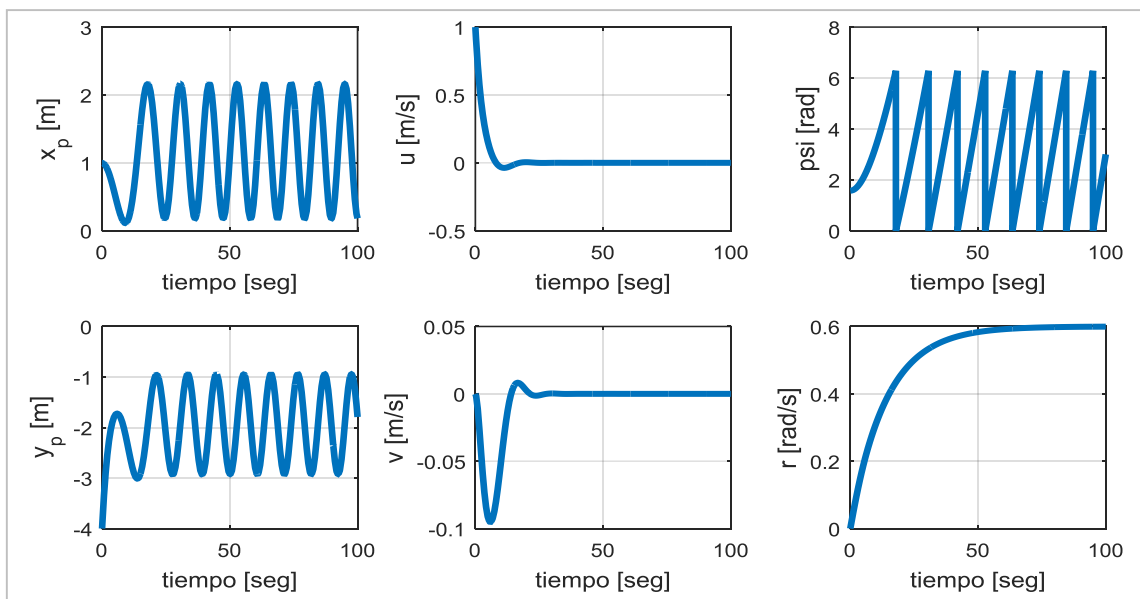 3
2
1
0
x_p [m]
0 50 100
tiempo [seg]
1
0.5
0
-0.5
u [m/s]
0 50 100
tiempo [seg]
8
6
4
2
0
psi [rad]
0 50 100
tiempo [seg]
0
-1
-2
-3
-4
y_p [m]
0 50 100
tiempo [seg]
0.05
0
-0.05
-0.1
v [m/s]
0 50 100
tiempo [seg]
0.6
0.4
0.2
0
r [rad/s]
0 50 100
tiempo [seg]